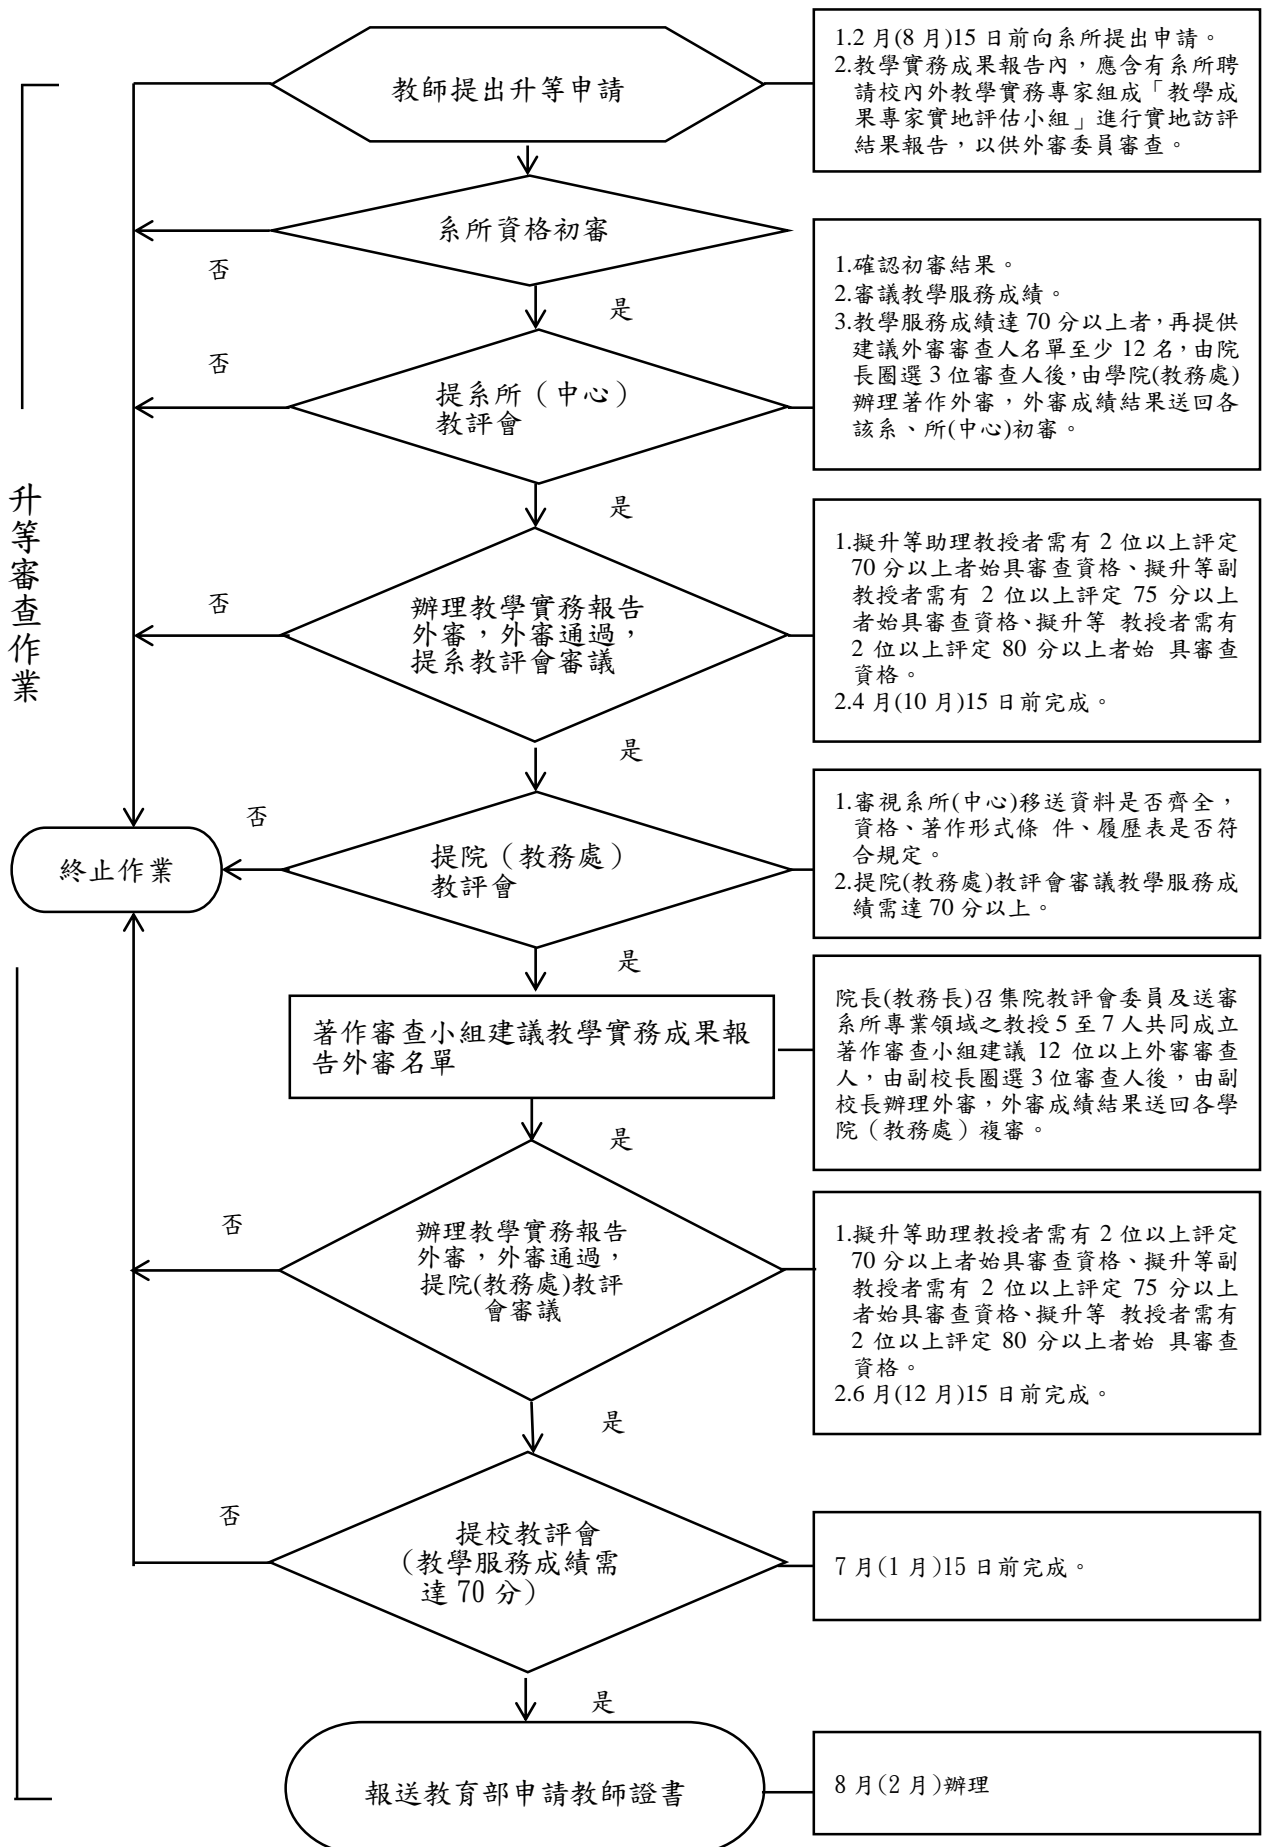 1.2 月(8 月)15 日前向系所提出申請。
2.教學實務成果報告內，應含有系所聘
請校內外教學實務專家組成「教學成
果專家實地評估小組」進行實地訪評
結果報告，以供外審委員審查。
教師提出升等申請
系所資格初審
否
是
1.確認初審結果。
2.審議教學服務成績。
3.教學服務成績達 70 分以上者，再提供
建議外審審查人名單至少 12 名，由院
長圈選 3 位審查人後，由學院(教務處)
辦理著作外審，外審成績結果送回各
該系、所(中心)初審。
否
提系所（中心）
教評會
是
升等審查作業
1.擬升等助理教授者需有 2 位以上評定
70 分以上者始具審查資格、擬升等副
教授者需有 2 位以上評定 75 分以上
者始具審查資格、擬升等 教授者需有
2 位以上評定 80 分以上者始 具審查
資格。
2.4 月(10 月)15 日前完成。
否
辦理教學實務報告
外審，外審通過，
提系教評會審議
是
否
終止作業
提院（教務處）
教評會
1.審視系所(中心)移送資料是否齊全，
資格、著作形式條 件、履歷表是否符
合規定。
2.提院(教務處)教評會審議教學服務成
績需達 70 分以上。
是
著作審查小組建議教學實務成果報
告外審名單
院長(教務長)召集院教評會委員及送審
系所專業領域之教授 5 至 7 人共同成立
著作審查小組建議 12 位以上外審審查
人，由副校長圈選 3 位審查人後，由副
校長辦理外審，外審成績結果送回各學
院（教務處）複審。
是
否
辦理教學實務報告
外審，外審通過，
提院(教務處)教評
會審議
1.擬升等助理教授者需有 2 位以上評定
70 分以上者始具審查資格、擬升等副
教授者需有 2 位以上評定 75 分以上
者始具審查資格、擬升等 教授者需有
2 位以上評定 80 分以上者始 具審查
資格。
2.6 月(12 月)15 日前完成。
是
否
提校教評會
（教學服務成績需
達 70 分）
7 月(1 月)15 日前完成。
是
報送教育部申請教師證書
8 月(2 月)辦理